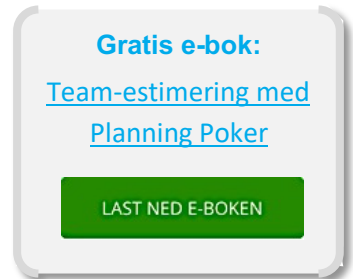 Gratis e-bok:
Team-estimering med
Planning Poker
LAST NED E-BOKEN